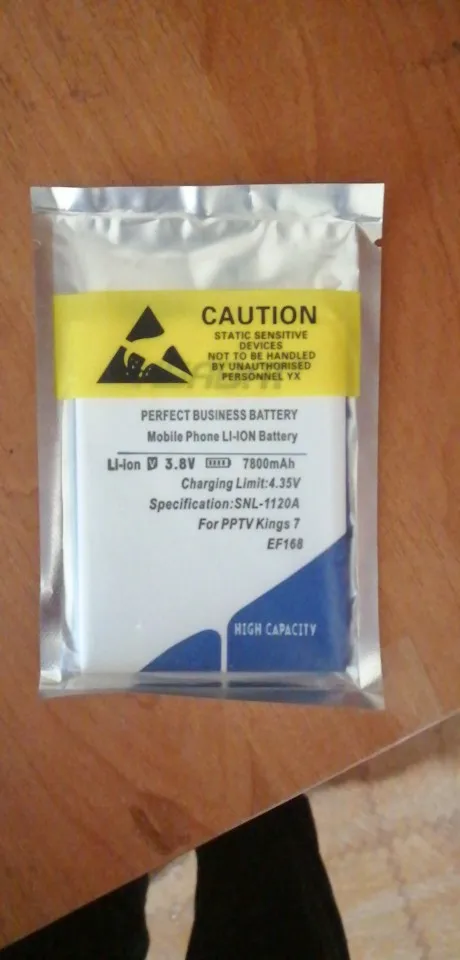 CAUTION
STATIC SENSITIVE
DEVICES
NOT TO BE HANDLED
BY UNAUTHORISED
PERSONNEL YX
PERFECT BUSINESS BATTERY
Mobile Phone LI-ION Battery
LI-ion V 3.8V 7800mAh
Charging Limit:4.35V
Specification:SNL-1120A
For PPTV Kings 7
EF168
HIGH CAPACITY